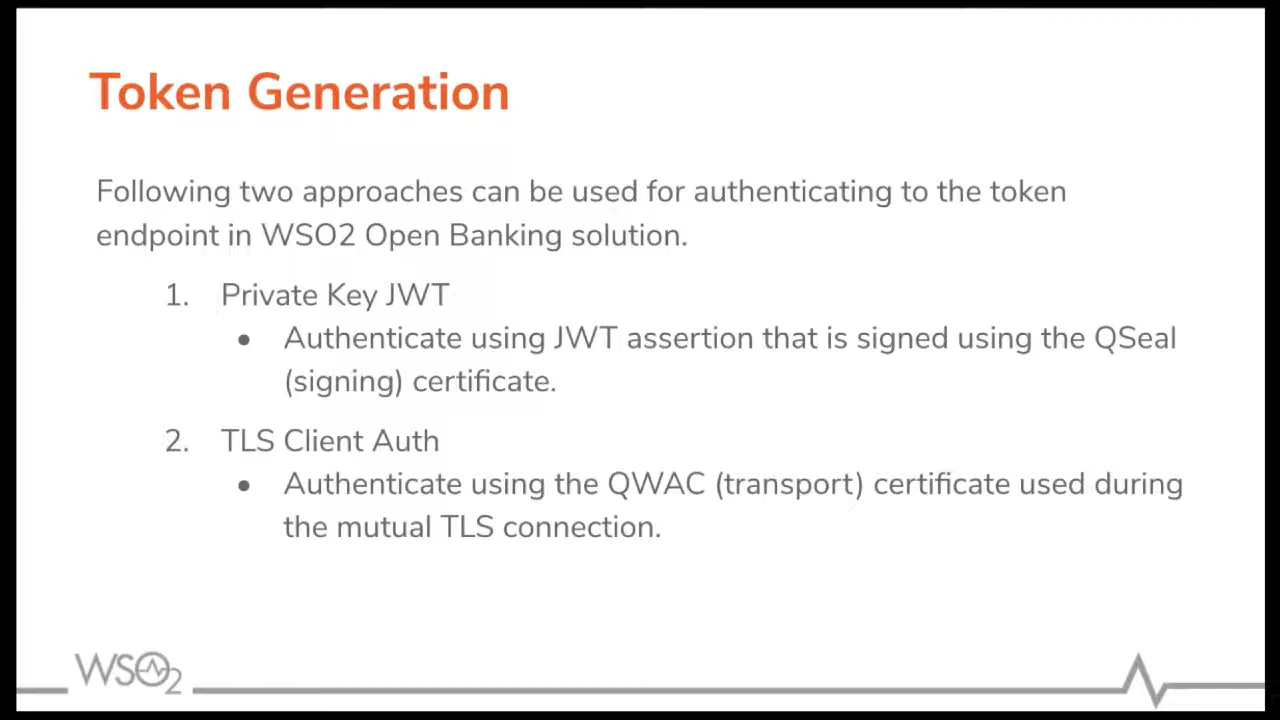 Token Generation
Following two approaches can be used for authenticating to the token
endpoint in WSO2 Open Banking solution.
1. Private Key JWT
● Authenticate using JWT assertion that is signed using the QSeal
(signing) certificate.
2. TLS Client Auth
● Authenticate using the QWAC (transport) certificate used during
the mutual TLS connection.
WSO2